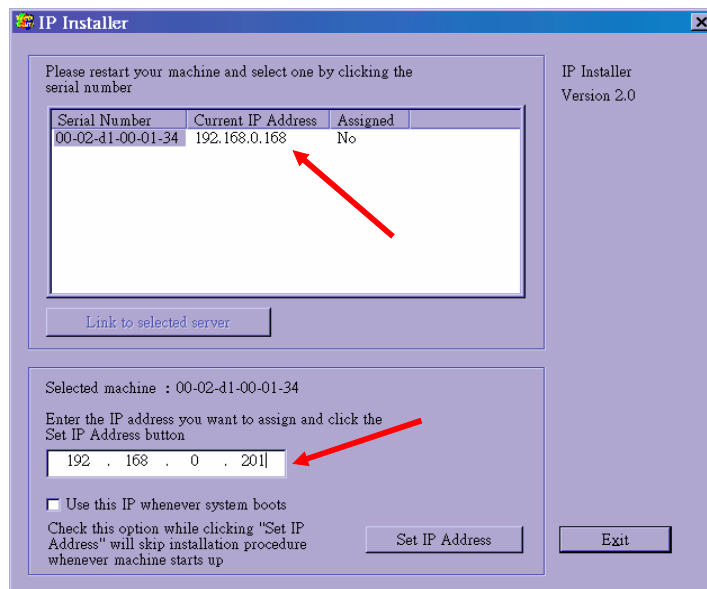 IP Installer
Please restart your machine and select one by clicking the
serial number
IP Installer
Version 2.0
Serial Number Current IP Address Assigned
00-02-d1-00-01-34 192.168.0.168 No
Link to selected server
Selected machine : 00-02-d1-00-01-34
Enter the IP address you want to assign and click the
Set IP Address button
192 . 168 . 0 . 201
Use this IP whenever system boots
Check this option while clicking "Set IP
Address" will skip installation procedure
whenever machine starts up
Set IP Address
Exit